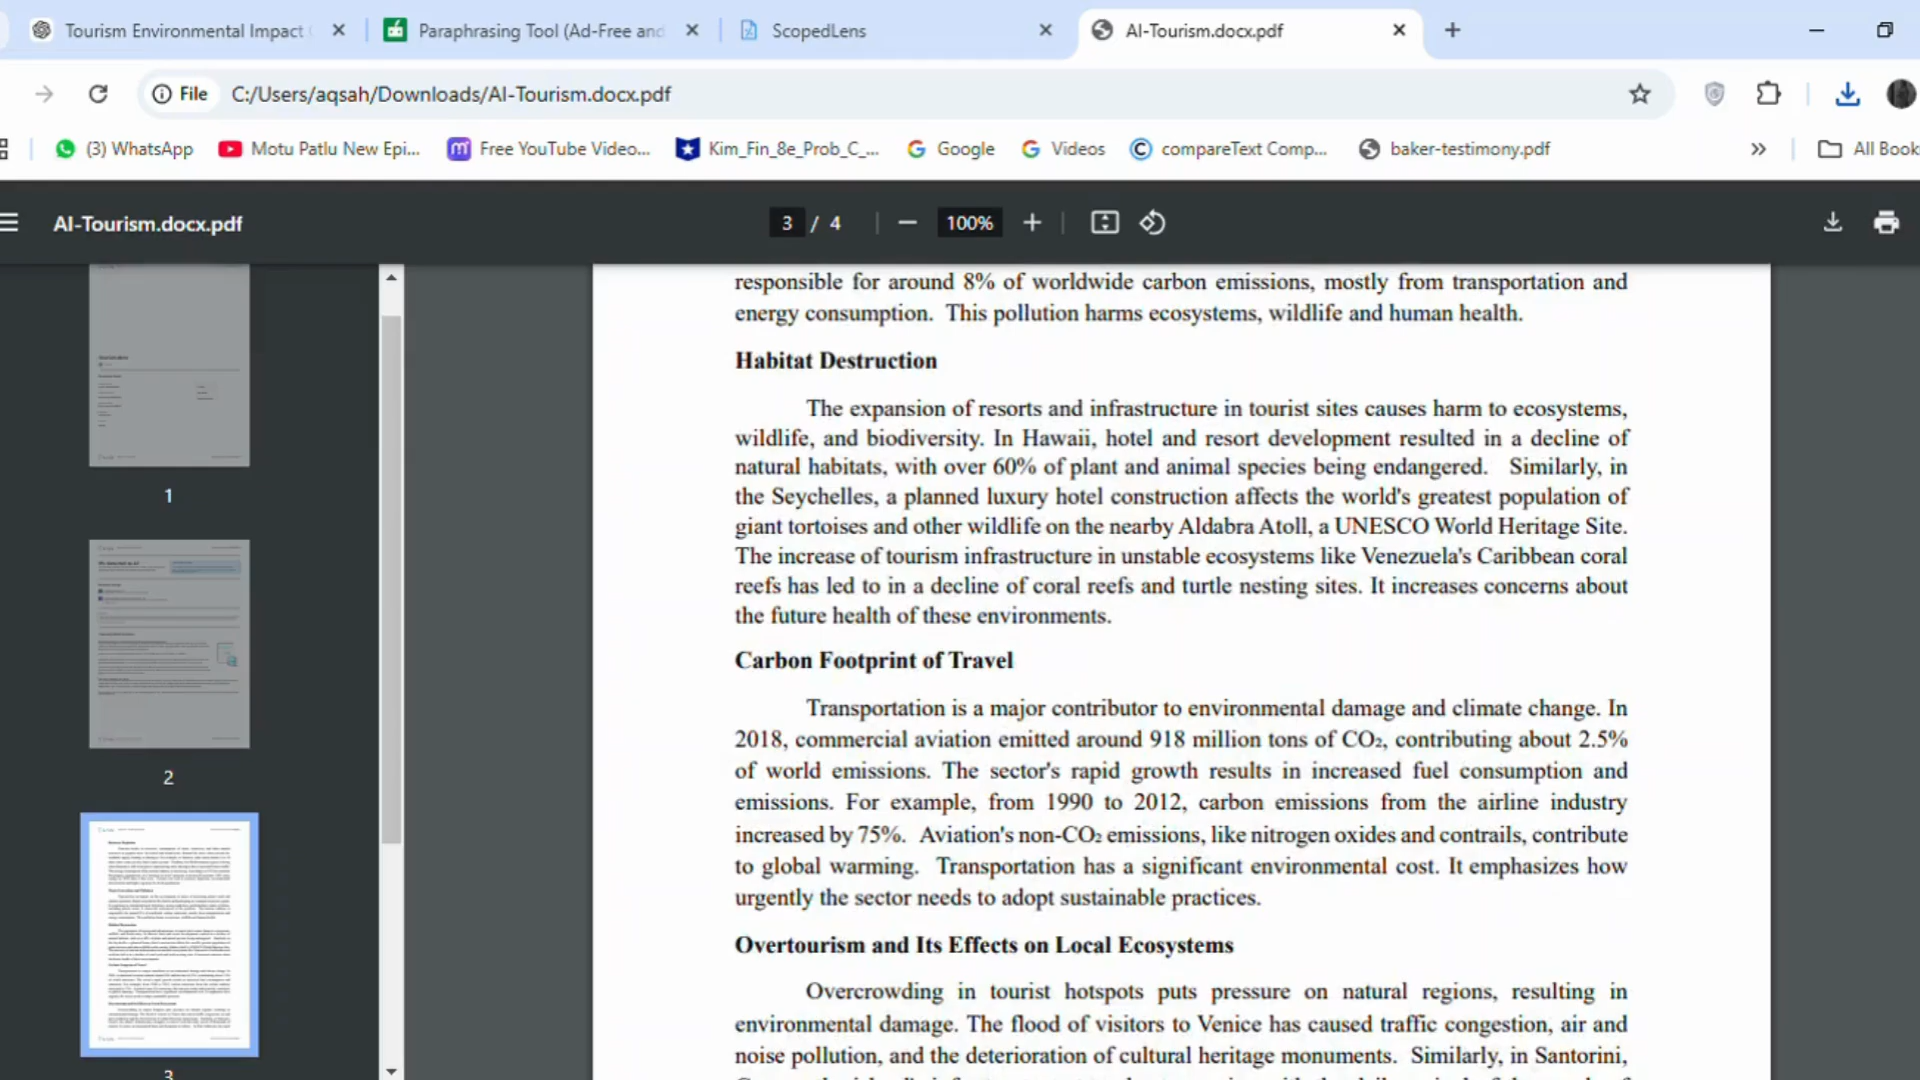 Tourism Environmental Impact
Paraphrasing Tool (Ad-Free and
ScopedLens
AI-Tourism.docx.pdf
File
C:/Users/aqsah/Downloads/AI-Tourism.docx.pdf
(3) WhatsApp
Motu Patlu New Epi...
Free YouTube Video...
Kim_Fin_8e_Prob_C_...
Google
Videos
compareText Comp...
baker-testimony.pdf
All Book
AI-Tourism.docx.pdf
3 / 4
100%
1
2
3
responsible for around 8% of worldwide carbon emissions, mostly from transportation and
energy consumption. This pollution harms ecosystems, wildlife and human health.
Habitat Destruction
The expansion of resorts and infrastructure in tourist sites causes harm to ecosystems,
wildlife, and biodiversity. In Hawaii, hotel and resort development resulted in a decline of
natural habitats, with over 60% of plant and animal species being endangered. Similarly, in
the Seychelles, a planned luxury hotel construction affects the world's greatest population of
giant tortoises and other wildlife on the nearby Aldabra Atoll, a UNESCO World Heritage Site.
The increase of tourism infrastructure in unstable ecosystems like Venezuela's Caribbean coral
reefs has led to in a decline of coral reefs and turtle nesting sites. It increases concerns about
the future health of these environments.
Carbon Footprint of Travel
Transportation is a major contributor to environmental damage and climate change. In
2018, commercial aviation emitted around 918 million tons of CO₂, contributing about 2.5%
of world emissions. The sector's rapid growth results in increased fuel consumption and
emissions. For example, from 1990 to 2012, carbon emissions from the airline industry
increased by 75%. Aviation's non-CO₂ emissions, like nitrogen oxides and contrails, contribute
to global warming. Transportation has a significant environmental cost. It emphasizes how
urgently the sector needs to adopt sustainable practices.
Overtourism and Its Effects on Local Ecosystems
Overcrowding in tourist hotspots puts pressure on natural regions, resulting in
environmental damage. The flood of visitors to Venice has caused traffic congestion, air and
noise pollution, and the deterioration of cultural heritage monuments. Similarly, in Santorini,